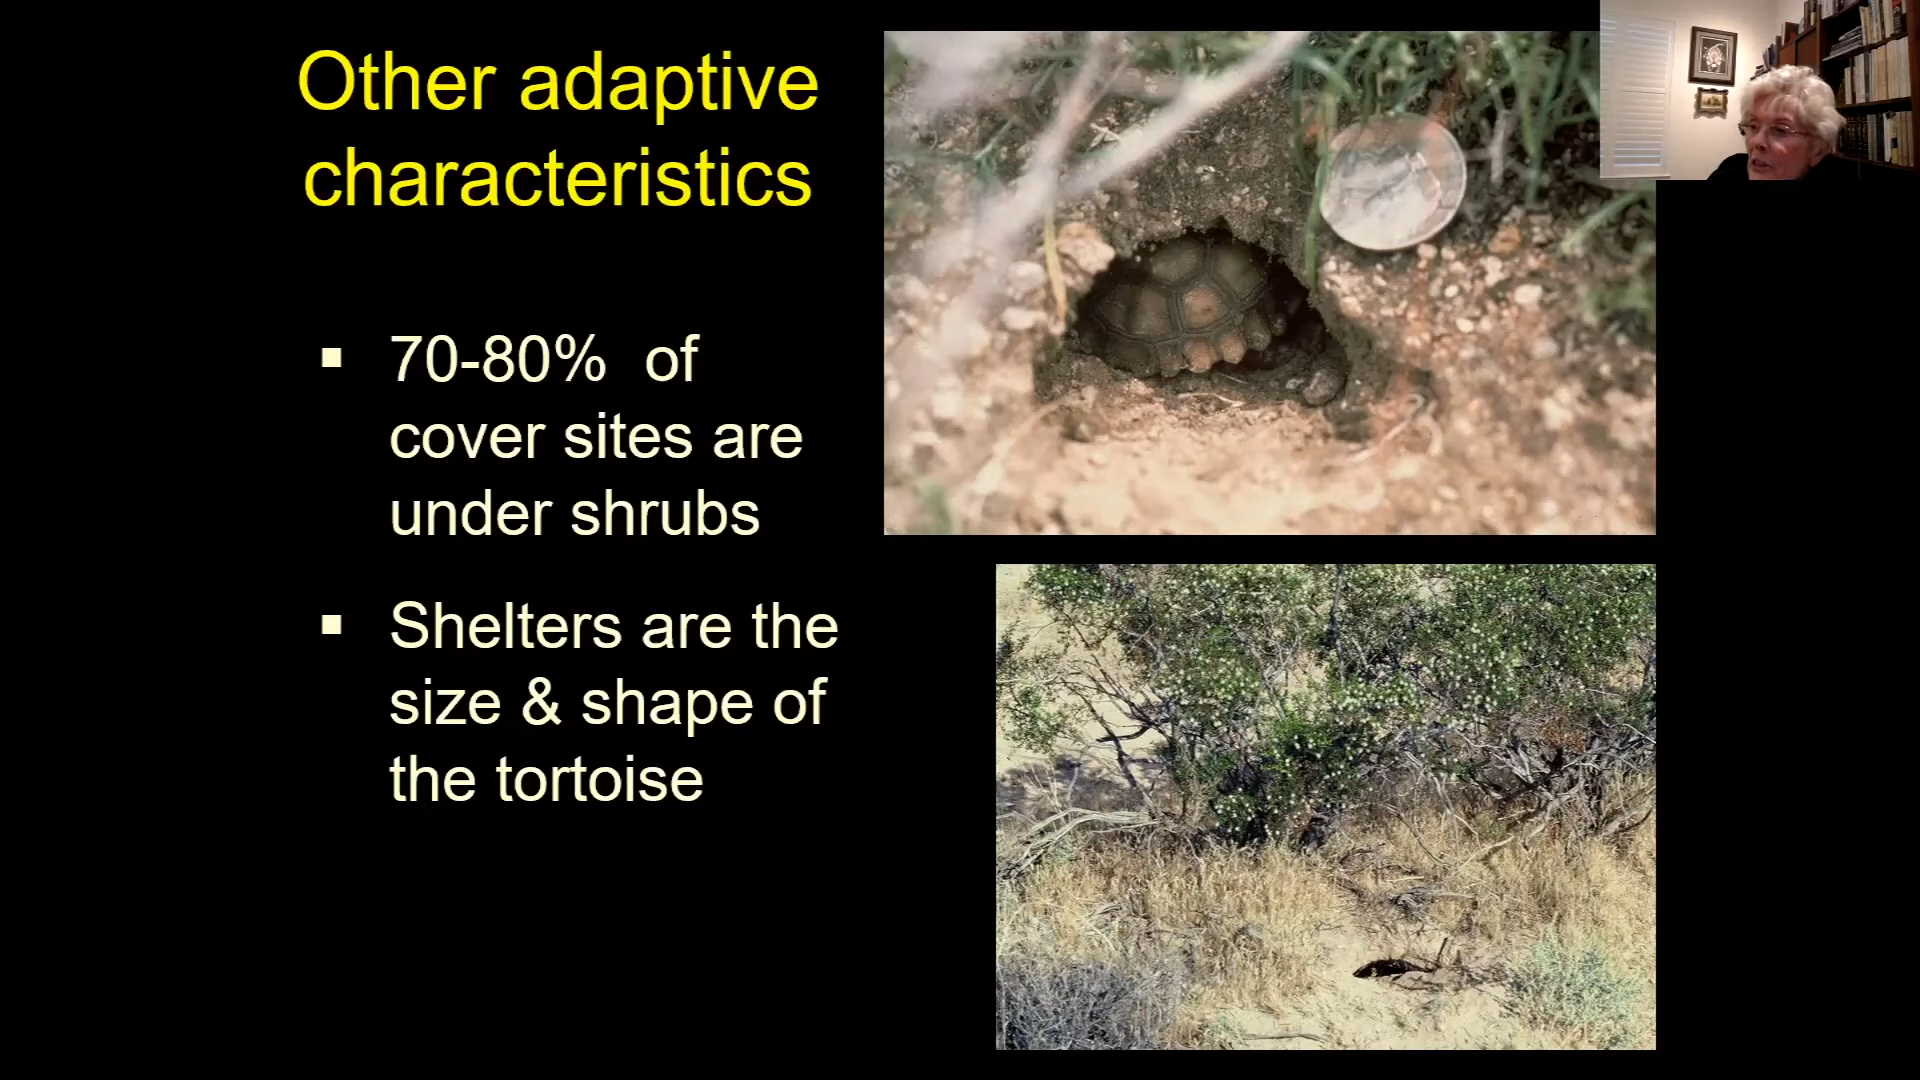 Other adaptive
characteristics
▪ 70-80% of
cover sites are
under shrubs
▪ Shelters are the
size & shape of
the tortoise